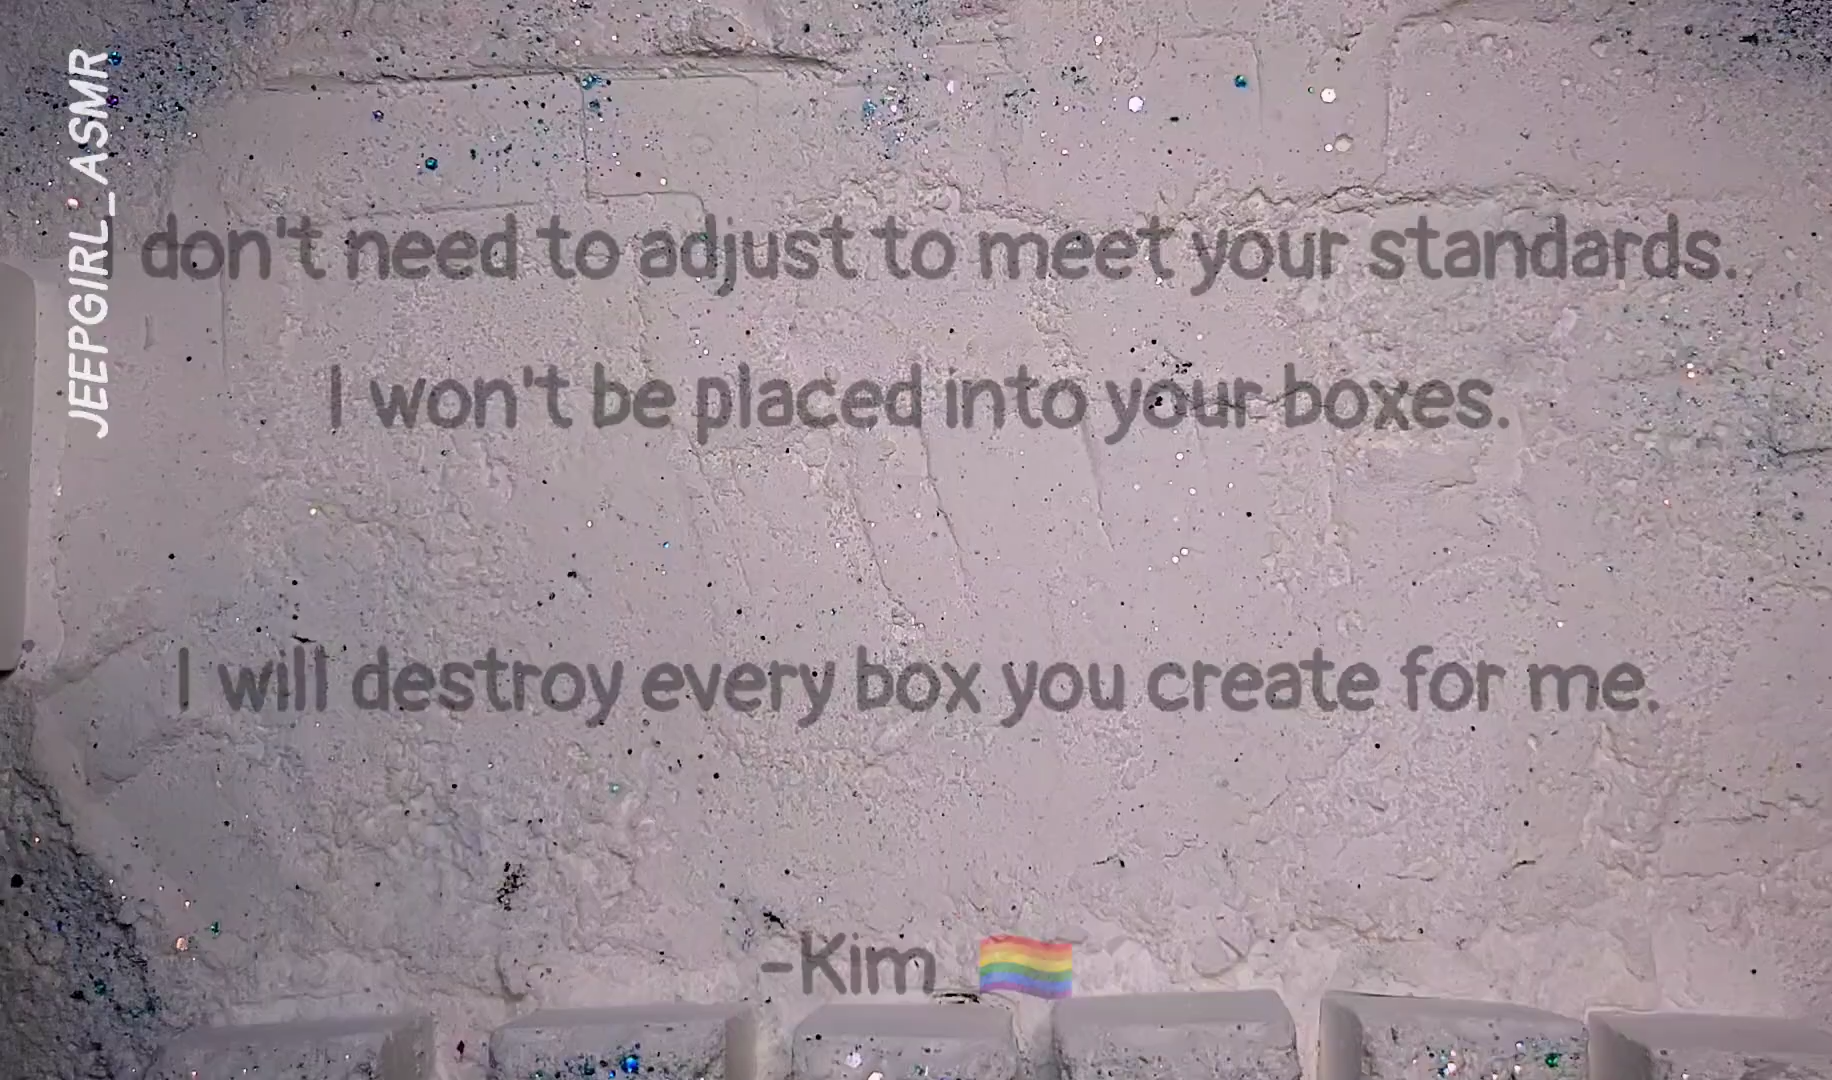 JEEPGIRL_ASMR
don't need to adjust to meet your standards.
I won't be placed into your boxes.
I will destroy every box you create for me.
-Kim 🏳️‍🌈